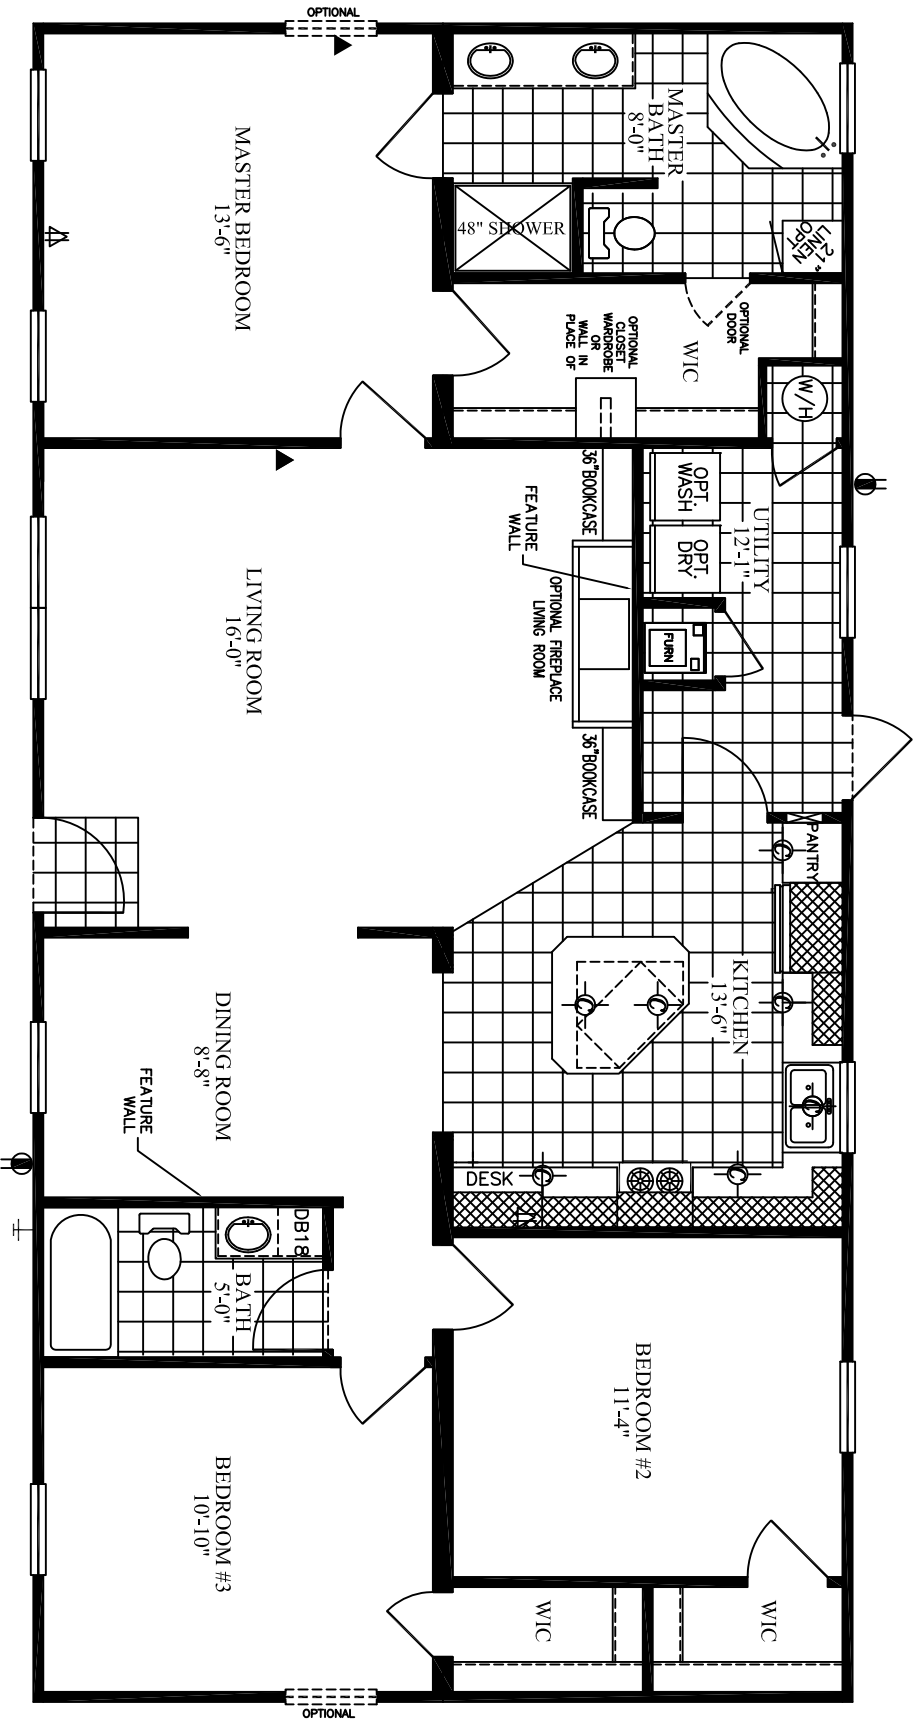 OPTIONAL
MASTER
BATH
8'-0"
MASTER BEDROOM
13'-6"
48" SHOWER
21"
LINEN
OPT
OPTIONAL
DOOR
OPTIONAL
CLOSET
WARDROBE
OR
WALL IN
PLACE OF
WIC
W/H
36"BOOKCASE
OPT.
WASH
UTILITY
12'-1"
FEATURE
WALL
OPT.
DRY
OPTIONAL FIREPLACE
LIVING ROOM
FURN
LIVING ROOM
16'-0"
36"BOOKCASE
PANTRY
C
KITCHEN
13'-6"
C
C
C
C
DINING ROOM
8'-8"
FEATURE
WALL
DESK
C
C
DB18
BATH
5'-0"
BEDROOM #2
11'-4"
BEDROOM #3
10'-10"
WIC
WIC
OPTIONAL